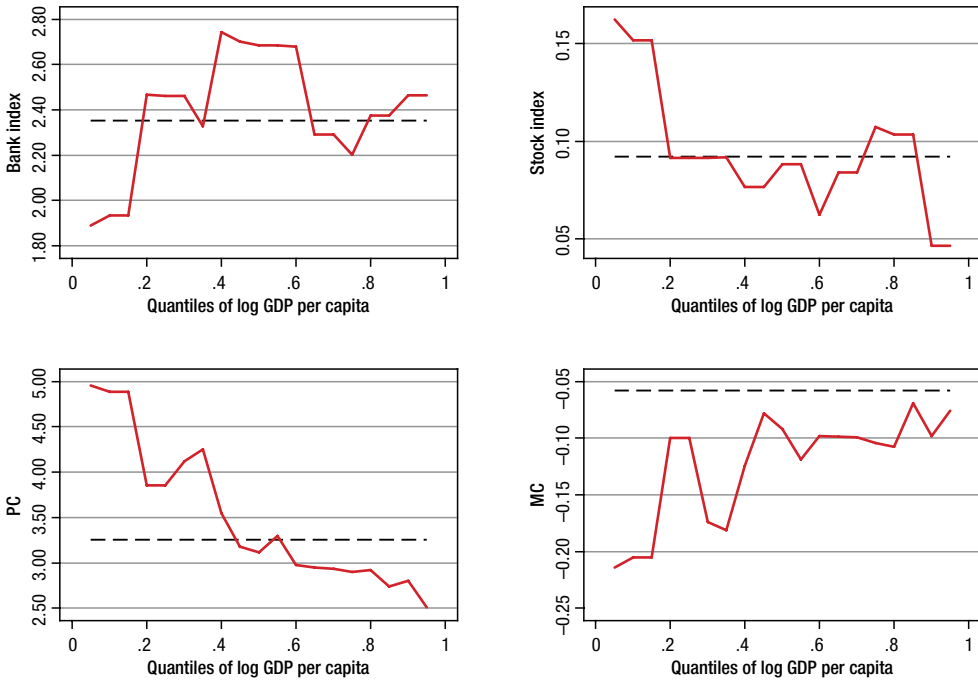 Bank index
2.80
2.60
2.40
2.20
2.00
1.80
0 .2 .4 .6 .8 1
Quantiles of log GDP per capita
Stock index
0.15
0.10
0.05
0 .2 .4 .6 .8 1
Quantiles of log GDP per capita
PC
5.00
4.50
4.00
3.50
3.00
2.50
0 .2 .4 .6 .8 1
Quantiles of log GDP per capita
MC
−0.05
−0.10
−0.15
−0.20
−0.25
0 .2 .4 .6 .8 1
Quantiles of log GDP per capita